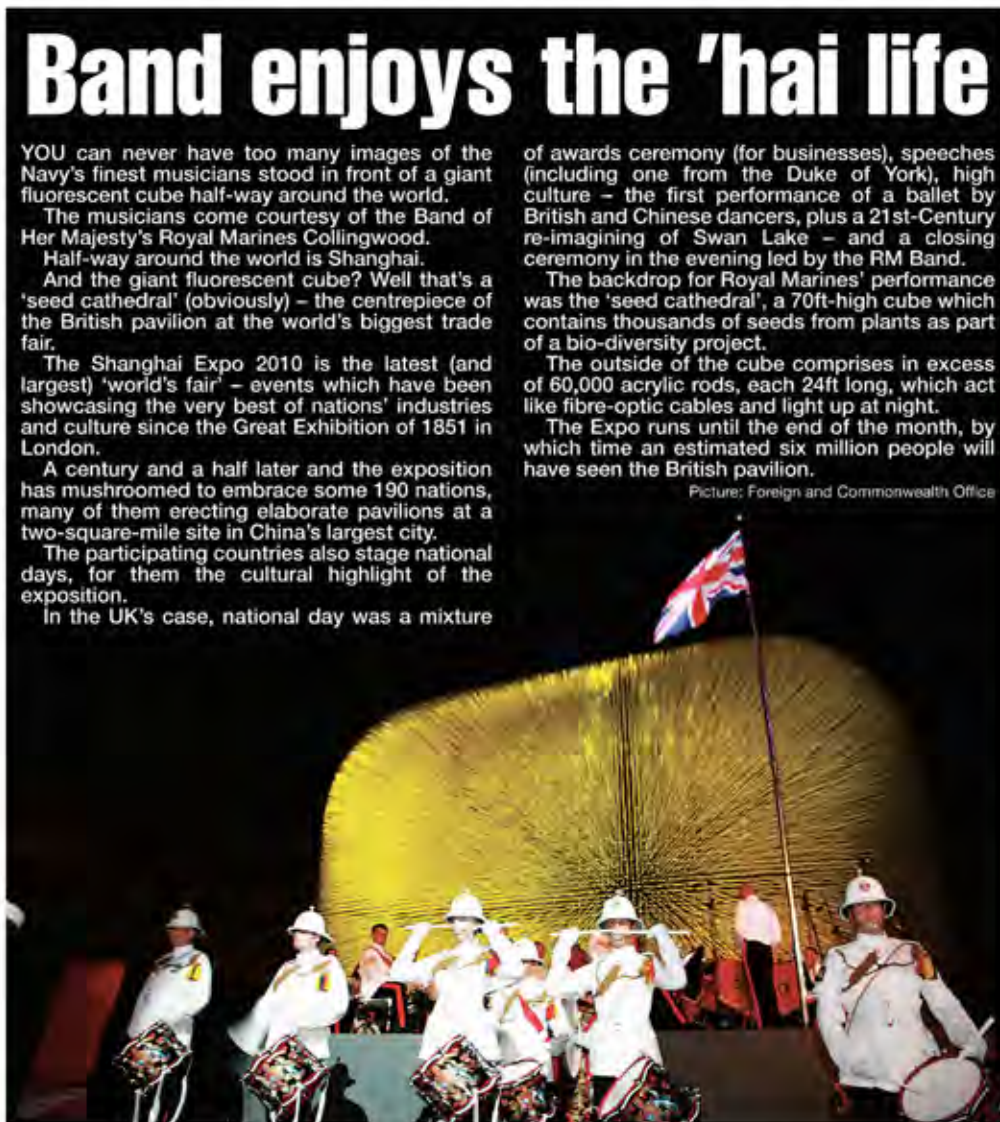 Band enjoys the 'hai life
YOU can never have too many images of the
Navy's finest musicians stood in front of a giant
fluorescent cube half-way around the world.
The musicians come courtesy of the Band of
Her Majesty's Royal Marines Collingwood.
Half-way around the world is Shanghai.
And the giant fluorescent cube? Well that's a
'seed cathedral' (obviously) – the centrepiece of
the British pavilion at the world's biggest trade
fair.
The Shanghai Expo 2010 is the latest (and
largest) 'world's fair' – events which have been
showcasing the very best of nations' industries
and culture since the Great Exhibition of 1851 in
London.
A century and a half later and the exposition
has mushroomed to embrace some 190 nations,
many of them erecting elaborate pavilions at a
two-square-mile site in China's largest city.
The participating countries also stage national
days, for them the cultural highlight of the
exposition.
In the UK's case, national day was a mixture
of awards ceremony (for businesses), speeches
(including one from the Duke of York), high
culture – the first performance of a ballet by
British and Chinese dancers, plus a 21st-Century
re-imagining of Swan Lake – and a closing
ceremony in the evening led by the RM Band.
The backdrop for Royal Marines' performance
was the 'seed cathedral', a 70ft-high cube which
contains thousands of seeds from plants as part
of a bio-diversity project.
The outside of the cube comprises in excess
of 60,000 acrylic rods, each 24ft long, which act
like fibre-optic cables and light up at night.
The Expo runs until the end of the month, by
which time an estimated six million people will
have seen the British pavilion.
Picture: Foreign and Commonwealth Office